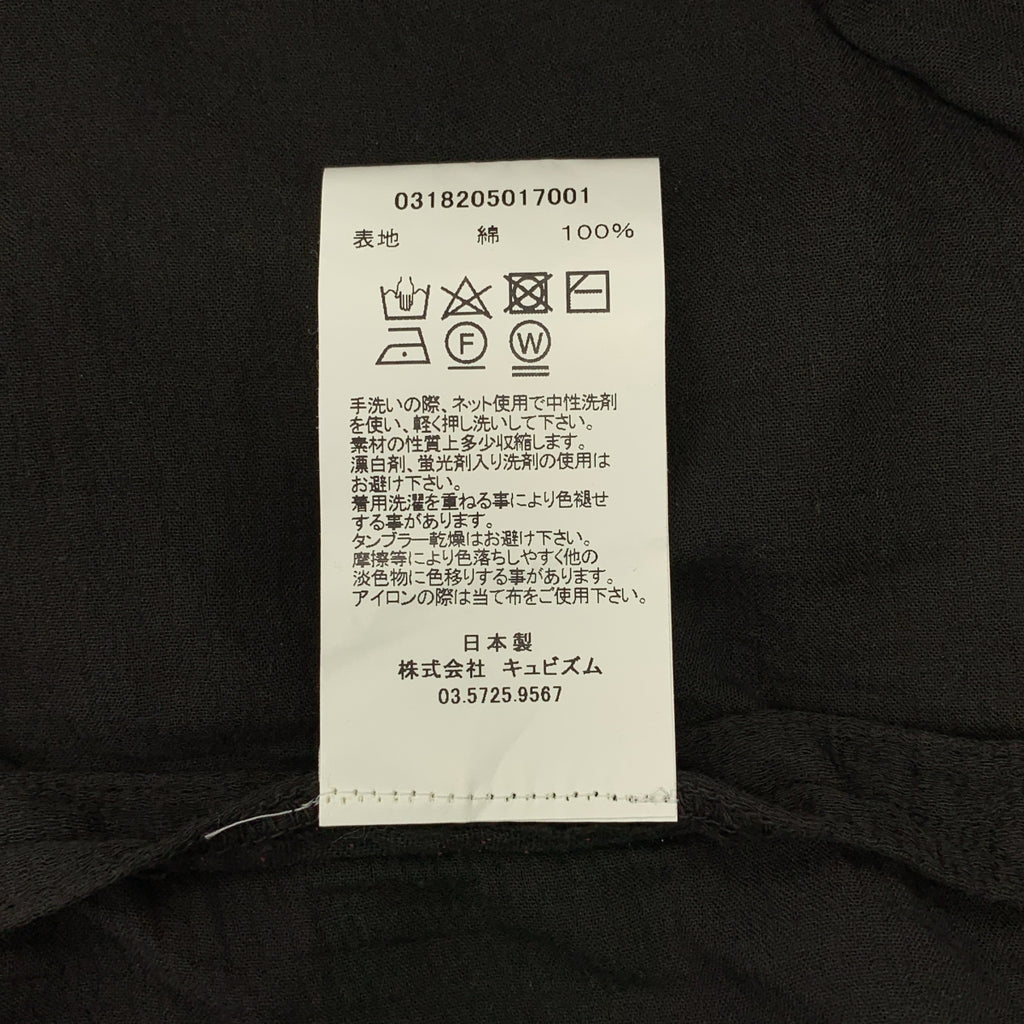 0318205017001
表地 綿 100%
F W
手洗いの際、ネット使用で中性洗剤
を使い、軽く押し洗いして下さい。
素材の性質上多少収縮します。
漂白剤、蛍光剤入り洗剤の使用は
お避け下さい。
着用洗濯を重ねる事により色褪せ
する事があります。
タンブラー乾燥はお避け下さい。
摩擦等により色落ちしやすく他の
淡色物に色移りする事があります。
アイロンの際は当て布をご使用下さい。
日本製
株式会社 キュビズム
03.5725.9567